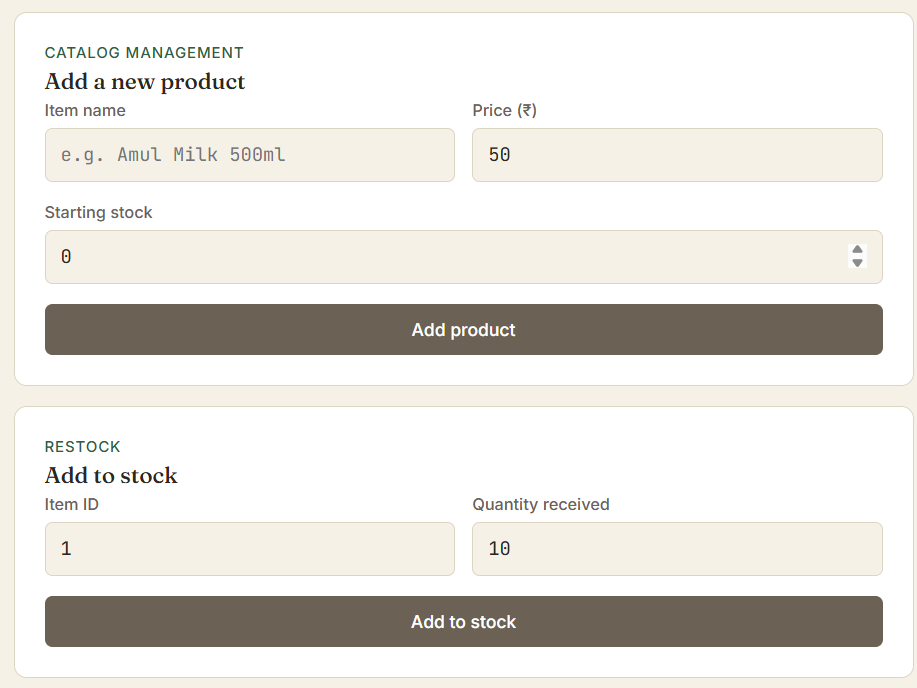 CATALOG MANAGEMENT
Add a new product
Item name
Price (₹)
e.g. Amul Milk 500ml
50
Starting stock
0
Add product
RESTOCK
Add to stock
Item ID
Quantity received
1
10
Add to stock